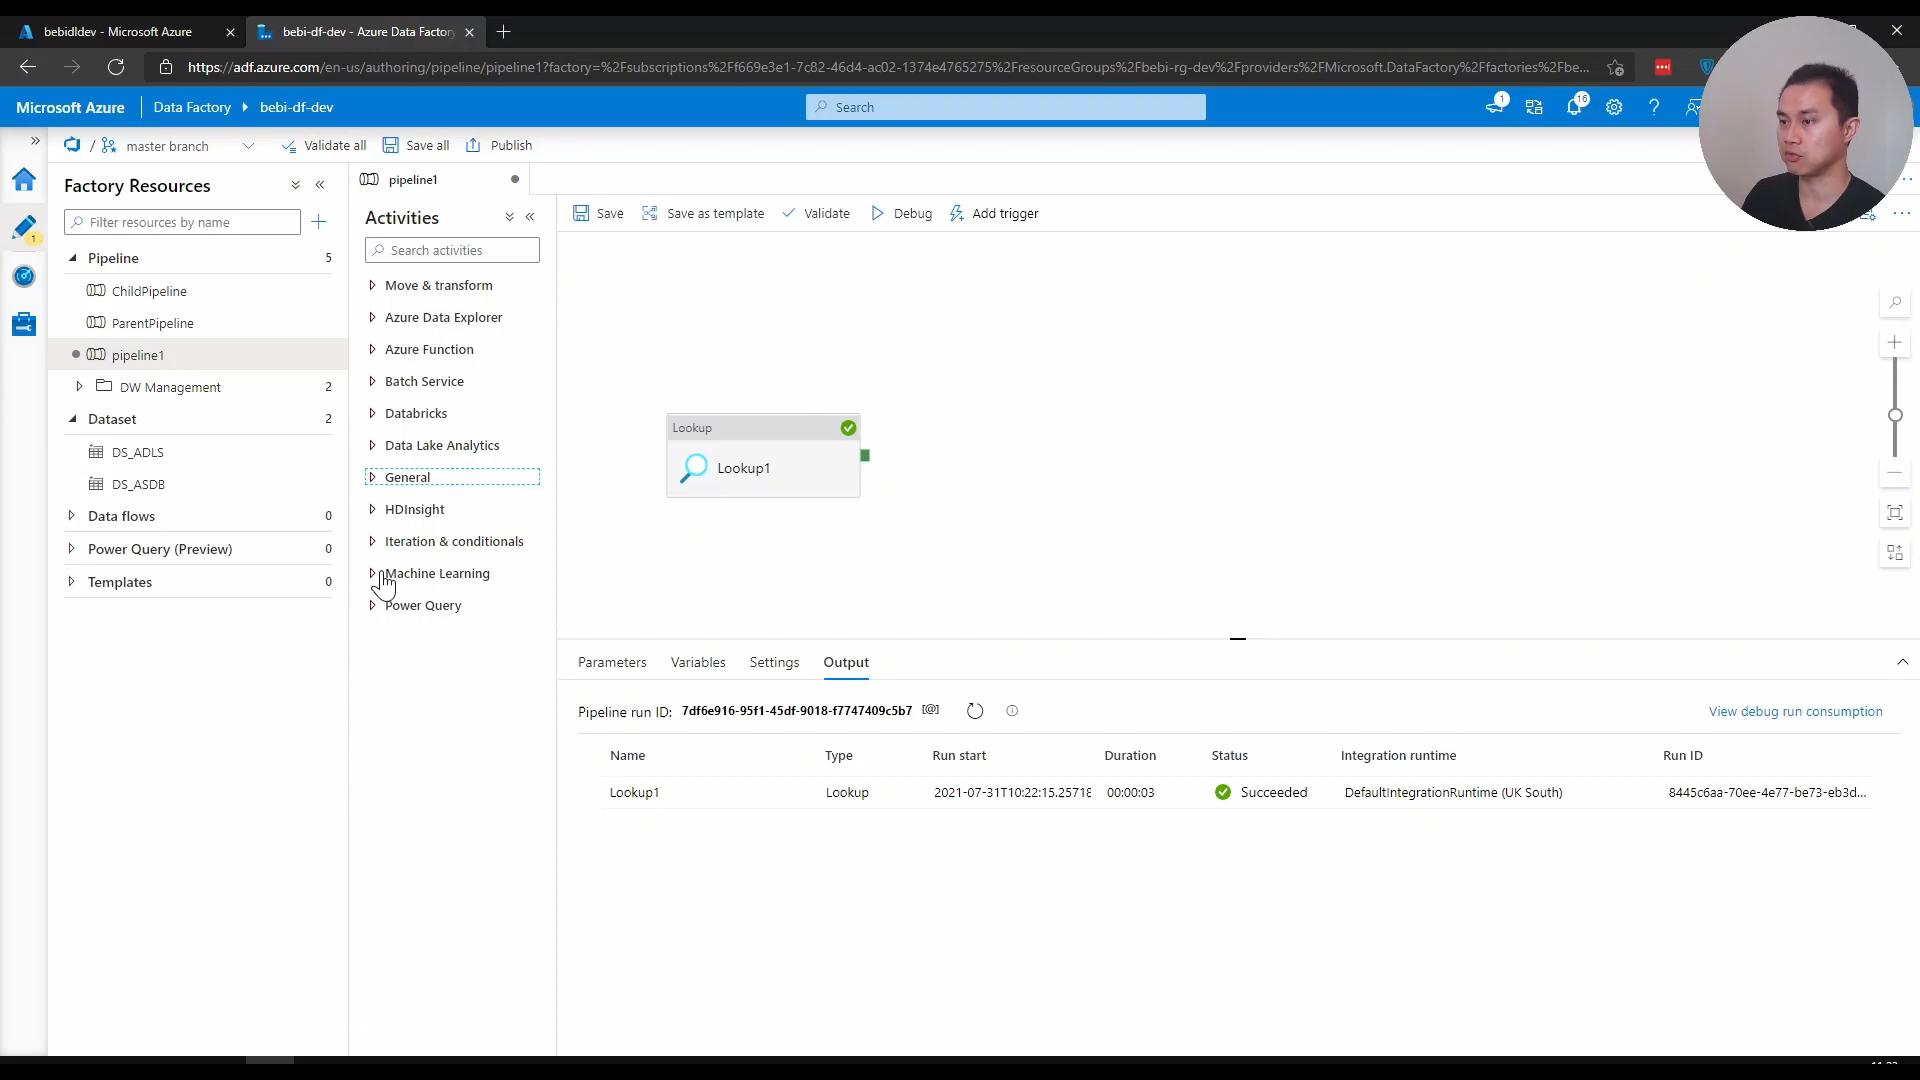 bebidldev - Microsoft Azure
bebi-df-dev - Azure Data Factory
https://adf.azure.com/en-us/authoring/pipeline/pipeline1?factory=%2Fsubscriptions%2Ff669e3e1-7c82-46d4-ac02-1374e4765275%2FresourceGroups%2Fbebi-rg-dev%2Fproviders%2FMicrosoft.DataFactory%2Ffactories%2Fbe...
Microsoft Azure
Data Factory
bebi-df-dev
Search
1
16
/ master branch
Validate all
Save all
Publish
1
Factory Resources
Filter resources by name
Pipeline 5
ChildPipeline
ParentPipeline
pipeline1
DW Management 2
Dataset 2
DS_ADLS
DS_ASDB
Data flows 0
Power Query (Preview) 0
Templates 0
pipeline1
Activities
Search activities
Move & transform
Azure Data Explorer
Azure Function
Batch Service
Databricks
Data Lake Analytics
General
HDInsight
Iteration & conditionals
Machine Learning
Power Query
Save
Save as template
Validate
Debug
Add trigger
Lookup
Lookup1
Parameters
Variables
Settings
Output
Pipeline run ID: 7df6e916-95f1-45df-9018-f7747409c5b7
View debug run consumption
Name Type Run start Duration Status Integration runtime Run ID
Lookup1 Lookup 2021-07-31T10:22:15.25718 00:00:03 Succeeded DefaultIntegrationRuntime (UK South) 8445c6aa-70ee-4e77-be73-eb3d...